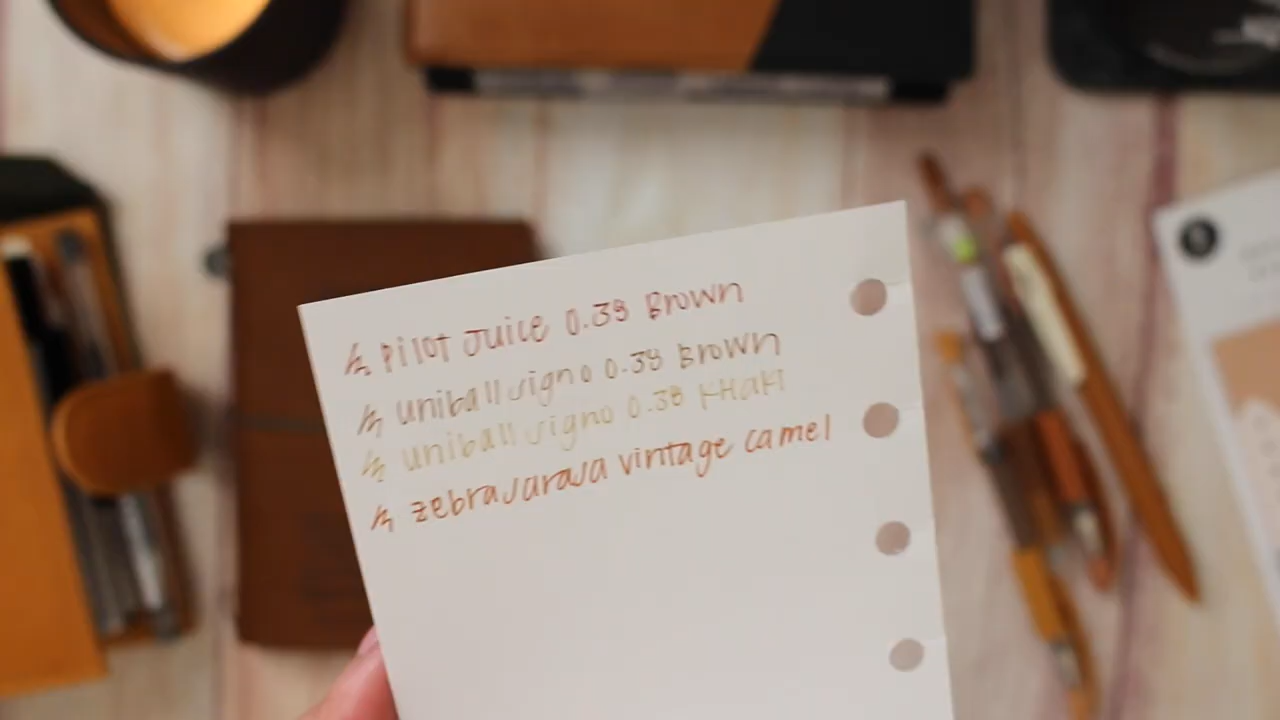 Pilot Juice 0.38 Brown
uniball signo 0.38 Brown
uniball signo 0.38 KHaKI
zebra sarasa vintage camel